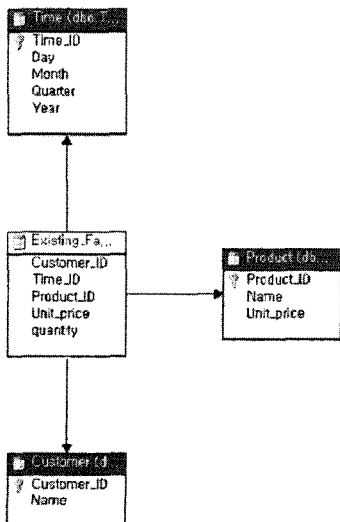 Time (dbo_T...
Time_ID
Day
Month
Quarter
Year
Existing_Fa...
Customer_ID
Time_ID
Product_ID
Unit_price
quantity
Product (db...
Product_ID
Name
Unit_price
Customer (d...
Customer_ID
Name